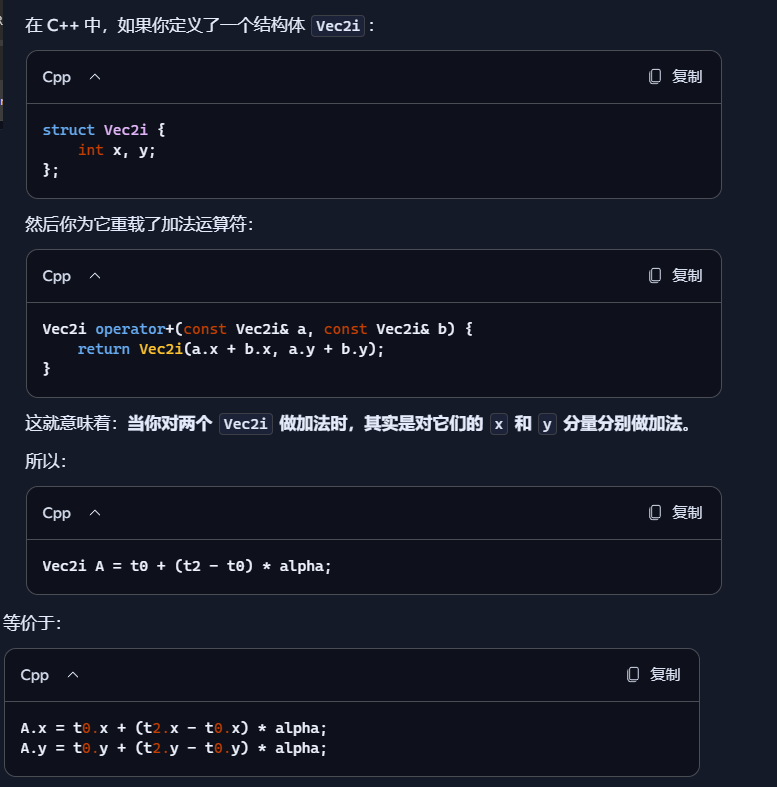 在 C++ 中，如果你定义了一个结构体 Vec2i：
Cpp
复制
struct Vec2i {
    int x, y;
};
然后你为它重载了加法运算符：
Cpp
复制
Vec2i operator+(const Vec2i& a, const Vec2i& b) {
    return Vec2i(a.x + b.x, a.y + b.y);
}
这就意味着：当你对两个 Vec2i 做加法时，其实是对它们的 x 和 y 分量分别做加法。
所以：
Cpp
复制
Vec2i A = t0 + (t2 - t0) * alpha;
等价于：
Cpp
复制
A.x = t0.x + (t2.x - t0.x) * alpha;
A.y = t0.y + (t2.y - t0.y) * alpha;